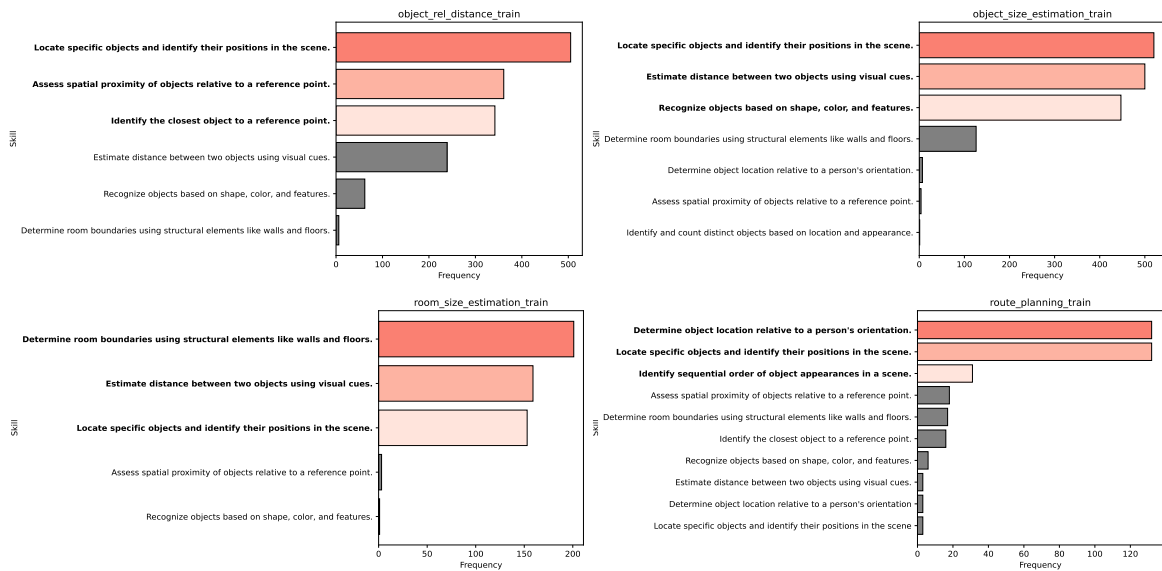 object_rel_distance_train
Skill
Locate specific objects and identify their positions in the scene.
Assess spatial proximity of objects relative to a reference point.
Identify the closest object to a reference point.
Estimate distance between two objects using visual cues.
Recognize objects based on shape, color, and features.
Determine room boundaries using structural elements like walls and floors.
0 100 200 300 400 500
Frequency
object_size_estimation_train
Skill
Locate specific objects and identify their positions in the scene.
Estimate distance between two objects using visual cues.
Recognize objects based on shape, color, and features.
Determine room boundaries using structural elements like walls and floors.
Determine object location relative to a person's orientation.
Assess spatial proximity of objects relative to a reference point.
Identify and count distinct objects based on location and appearance.
0 100 200 300 400 500
Frequency
room_size_estimation_train
Skill
Determine room boundaries using structural elements like walls and floors.
Estimate distance between two objects using visual cues.
Locate specific objects and identify their positions in the scene.
Assess spatial proximity of objects relative to a reference point.
Recognize objects based on shape, color, and features.
0 50 100 150 200
Frequency
route_planning_train
Skill
Determine object location relative to a person's orientation.
Locate specific objects and identify their positions in the scene.
Identify sequential order of object appearances in a scene.
Assess spatial proximity of objects relative to a reference point.
Determine room boundaries using structural elements like walls and floors.
Identify the closest object to a reference point.
Recognize objects based on shape, color, and features.
Estimate distance between two objects using visual cues.
Determine object location relative to a person's orientation
Locate specific objects and identify their positions in the scene
0 20 40 60 80 100 120
Frequency